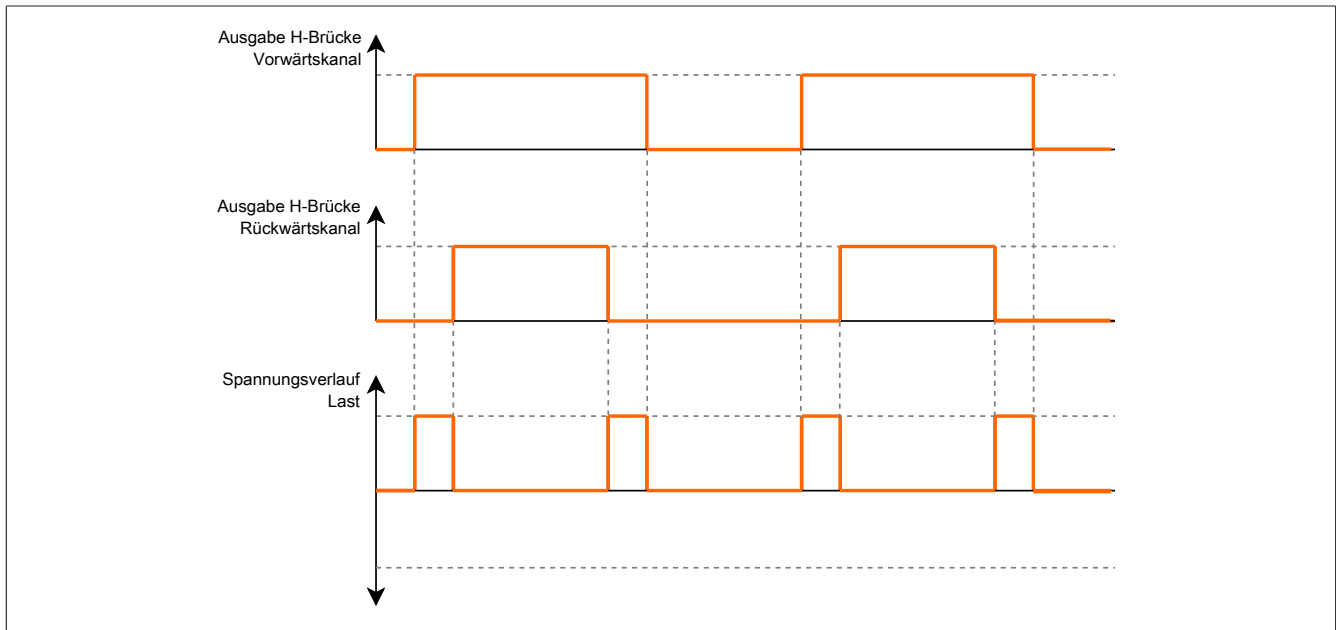 Ausgabe H-Brücke
Vorwärtskanal
Ausgabe H-Brücke
Rückwärtskanal
Spannungsverlauf
Last